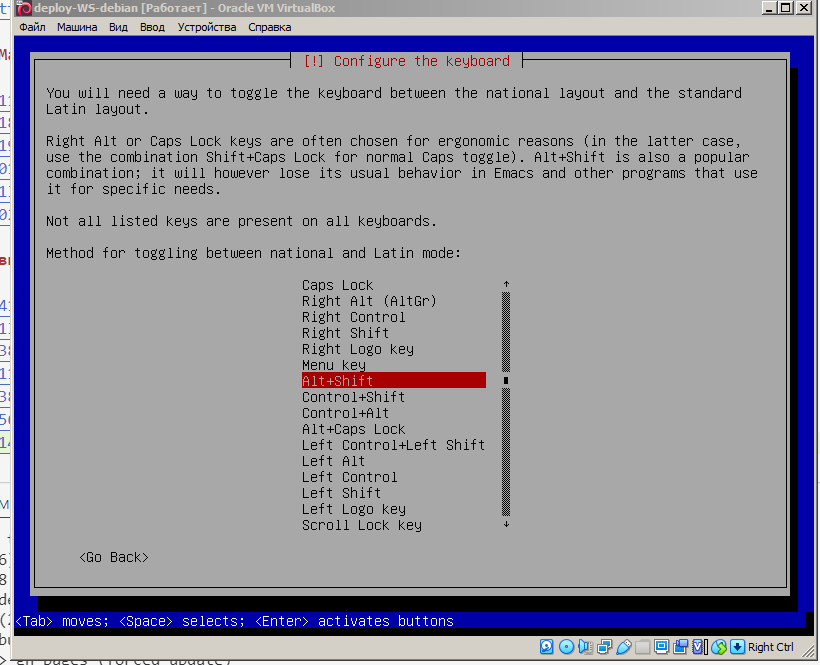 deploy-WS-debian [Работает] - Oracle VM VirtualBox
Файл Машина Вид Ввод Устройства Справка
[!] Configure the keyboard
You will need a way to toggle the keyboard between the national layout and the standard
Latin layout.
Right Alt or Caps Lock keys are often chosen for ergonomic reasons (in the latter case,
use the combination Shift+Caps Lock for normal Caps toggle). Alt+Shift is also a popular
combination; it will however lose its usual behavior in Emacs and other programs that use
it for specific needs.
Not all listed keys are present on all keyboards.
Method for toggling between national and Latin mode:
Caps Lock
Right Alt (AltGr)
Right Control
Right Shift
Right Logo key
Menu key
Alt+Shift
Control+Shift
Control+Alt
Alt+Caps Lock
Left Control+Left Shift
Left Alt
Left Control
Left Shift
Left Logo key
Scroll Lock key
<Go Back>
<Tab> moves; <Space> selects; <Enter> activates buttons
Right Ctrl